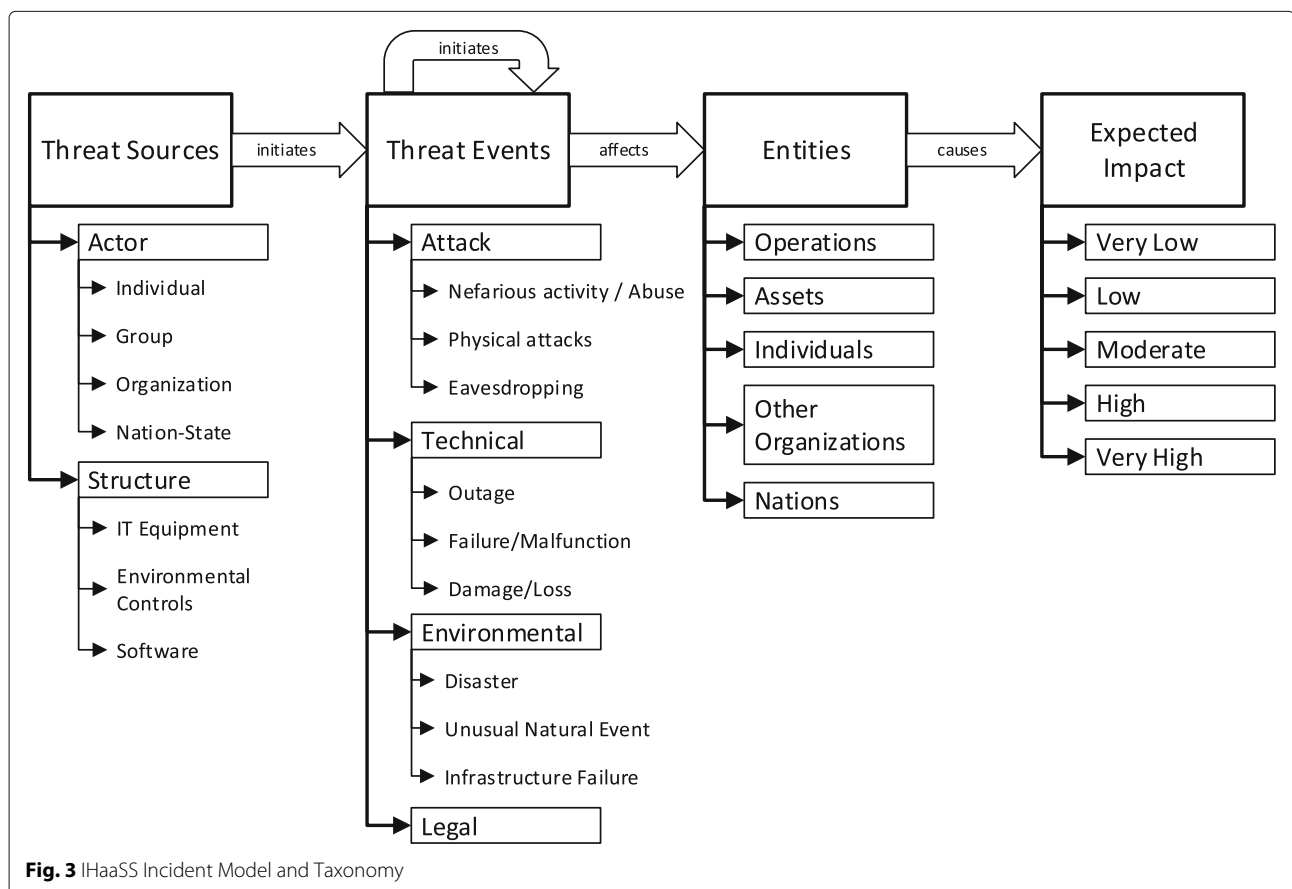 initiates
Threat Sources
initiates
Threat Events
affects
Entities
causes
Expected
Impact
Actor
Individual
Group
Organization
Nation-State
Structure
IT Equipment
Environmental
Controls
Software
Attack
Nefarious activity / Abuse
Physical attacks
Eavesdropping
Technical
Outage
Failure/Malfunction
Damage/Loss
Environmental
Disaster
Unusual Natural Event
Infrastructure Failure
Legal
Operations
Assets
Individuals
Other
Organizations
Nations
Very Low
Low
Moderate
High
Very High
Fig. 3 IHaaSS Incident Model and Taxonomy